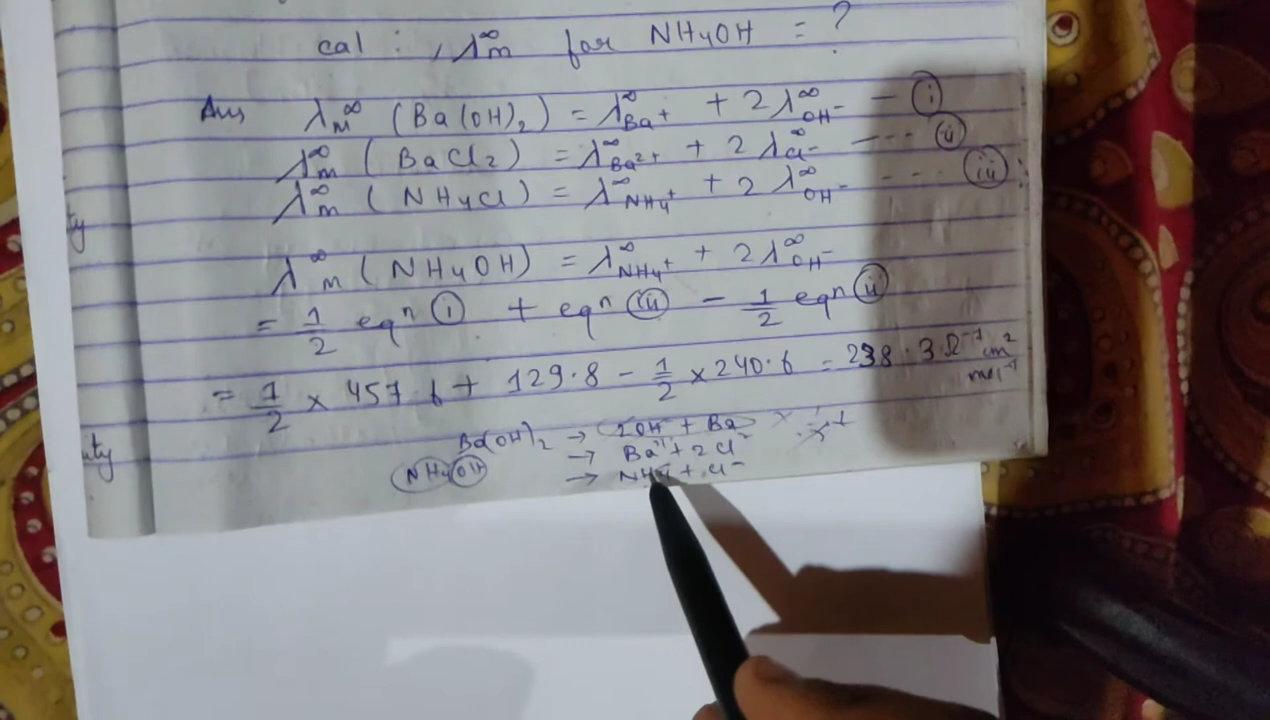 cal : , λ∞m for NH4OH = ?
Ans λ∞M (Ba(OH)2) = λ∞Ba+ + 2λ∞OH- - (i)
λ∞m (BaCl2) = λ∞Ba2+ + 2λ∞Cl- --- (ii)
λ∞m (NH4Cl) = λ∞NH4+ + 2λ∞OH- --- (iii)
ty
λ∞m (NH4OH) = λ∞NH4+ + 2λ∞OH-
= 1/2 eqn (i) + eqn (iii) - 1/2 eqn (ii)
= 1/2 × 457.6 + 129.8 - 1/2 × 240.6 = 238.3 Ω-1 cm2 mol-1
Ba(OH)2 → 2OH + Ba
uty
→ Ba++ + 2Cl-
NH4OH → + Cl-